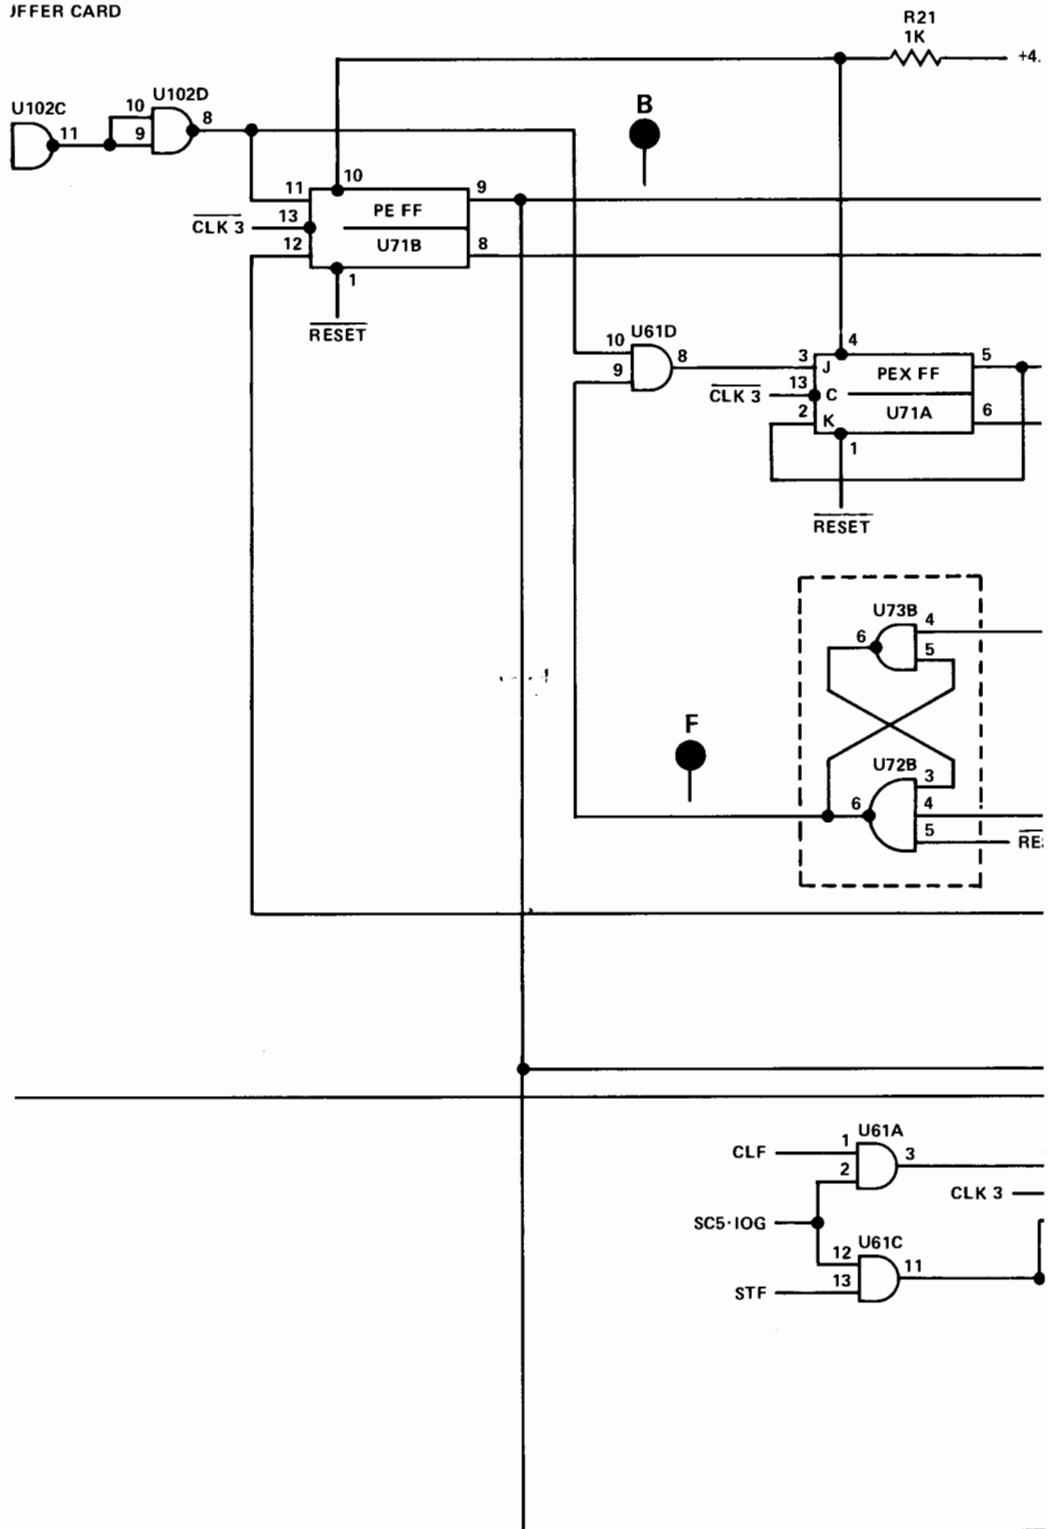 UFFER CARD
R21
1K
+4.
B
U102C
11
10
9
U102D
8
11
10
9
CLK 3
13
PE FF
12
U71B
8
1
RESET
U61D
10
8
9
3
4
5
J
PEX FF
CLK 3
13
C
2
K
U71A
6
1
RESET
U73B
6
4
5
F
U72B
6
3
4
5
RE
U61A
CLF
1
2
3
CLK 3
SC5·IOG
U61C
12
11
STF
13